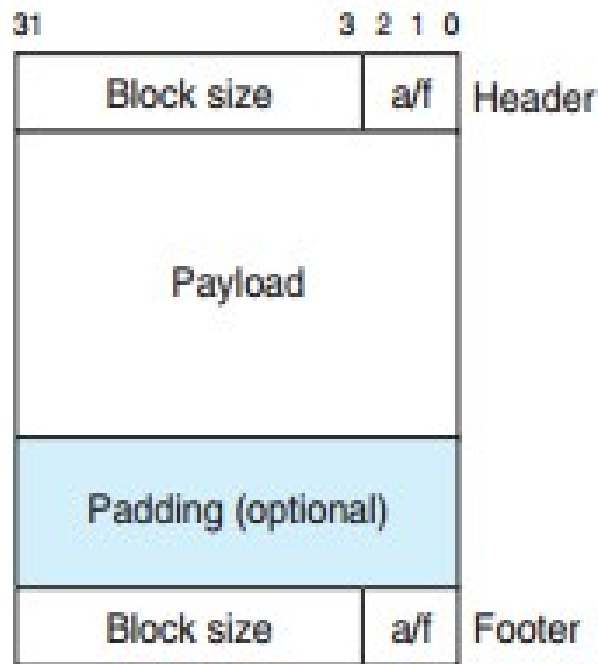 31 3 2 1 0
Block size a/f Header
Payload
Padding (optional)
Block size a/f Footer